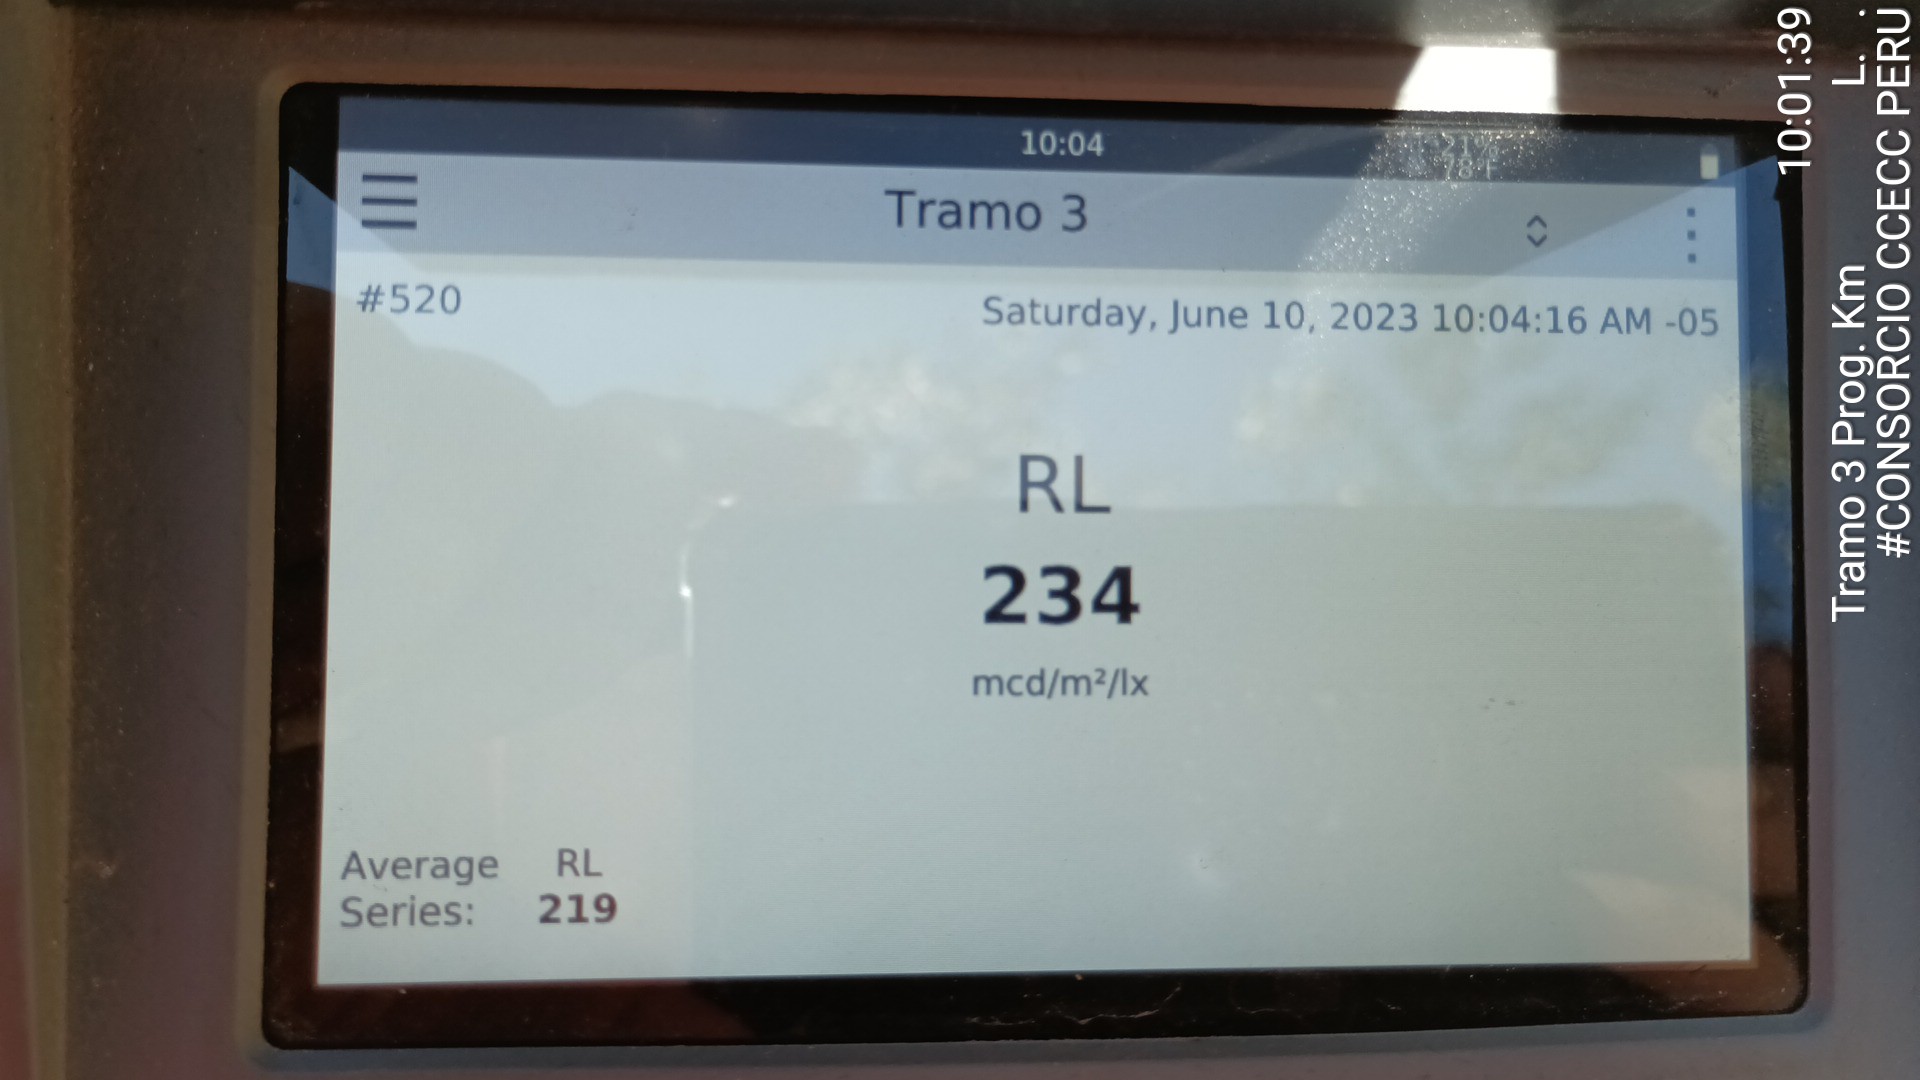 10:04
21%
Tramo 3
#520
Saturday, June 10, 2023 10:04:16 AM -05
RL
234
mcd/m²/lx
Average RL
Series: 219
10:01:39
Tramo 3 Prog. Km L. .
#CONSORCIO CCECC PERU